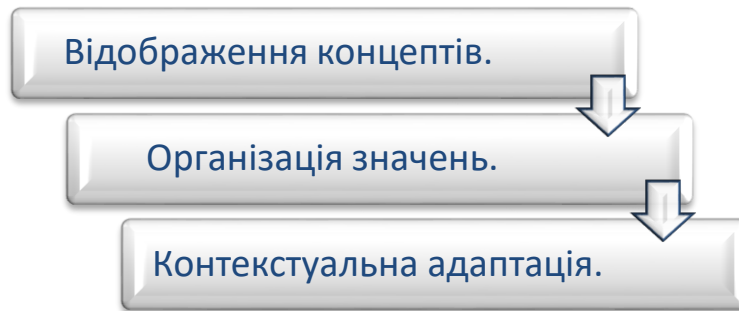 Відображення концептів.
Організація значень.
Контекстуальна адаптація.